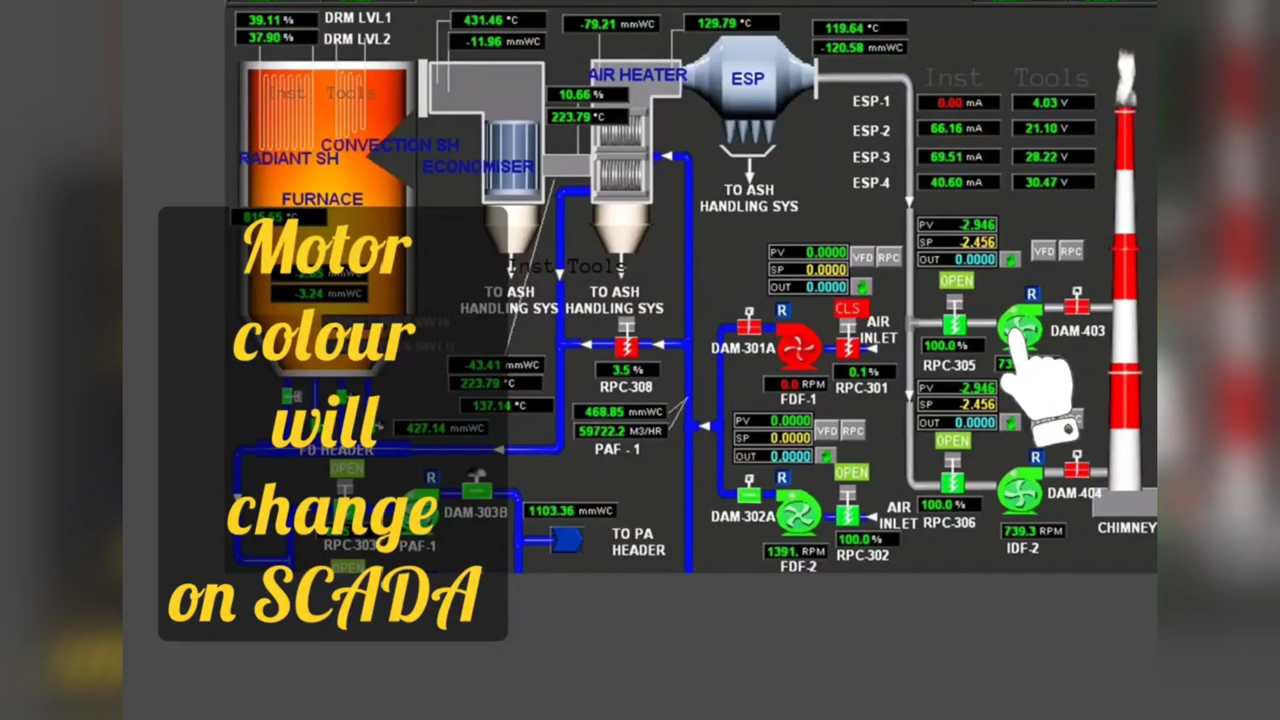 39.11 %
37.90 %
DRM LVL1
DRM LVL2
431.46 °C
-11.96 mmWC
-79.21 mmWC
129.79 °C
119.64 °C
-120.58 mmWC
Inst Tools
RADIANT SH
CONVECTION SH
ECONOMISER
FURNACE
815.55 °C
-3.24 mmWC
AIR HEATER
10.66 %
223.79 °C
ESP
TO ASH
HANDLING SYS
Inst Tools
ESP-1 0.00 mA 4.03 V
ESP-2 66.16 mA 21.10 V
ESP-3 69.51 mA 28.22 V
ESP-4 40.60 mA 30.47 V
Inst Tools
TO ASH
HANDLING SYS
TO ASH
HANDLING SYS
PV 0.0000
SP 0.0000
OUT 0.0000
VFD RPC
PV -2.946
SP -2.456
OUT 0.0000
VFD RPC
OPEN
R
DAM-403
100.0 %
RPC-305
CLS
R
AIR
INLET
DAM-301A
0.0 RPM
FDF-1
0.1 %
RPC-301
3.5 %
RPC-308
-43.41 mmWC
223.79 °C
137.14 °C
468.85 mmWC
59722.2 M3/HR
PAF - 1
427.14 mmWC
FD HEADER
OPEN
R
DAM-303B
RPC-303
PAF-1
OPEN
1103.36 mmWC
TO PA
HEADER
PV 0.0000
SP 0.0000
OUT 0.0000
VFD RPC
OPEN
R
DAM-302A
AIR
INLET
1391. RPM
FDF-2
100.0 %
RPC-302
PV -2.946
SP -2.456
OUT 0.0000
OPEN
R
DAM-404
100.0 %
RPC-306
739.3 RPM
IDF-2
CHIMNEY
Motor
colour
will
change
on SCADA